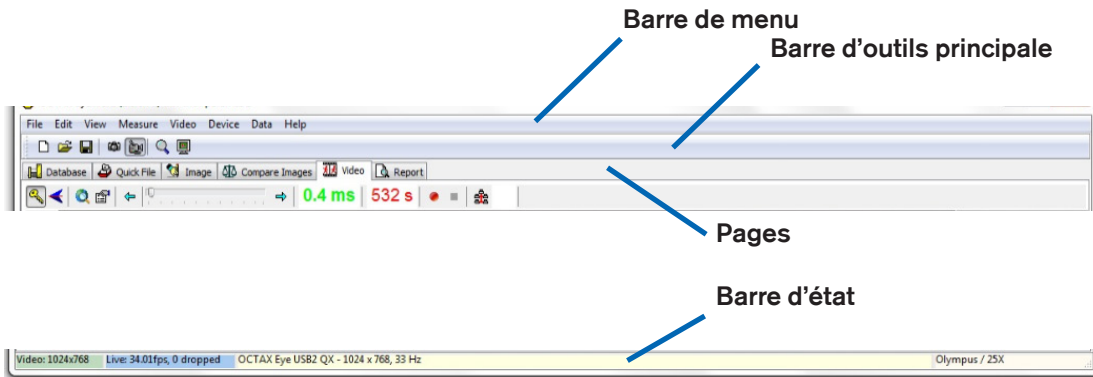 Barre de menu
Barre d'outils principale
File Edit View Measure Video Device Data Help
Database Quick File Image Compare Images Video Report
0.4 ms 532 s
Pages
Barre d'état
Video: 1024x768 Live: 34.01fps, 0 dropped OCTAX Eye USB2 QX - 1024 x 768, 33 Hz Olympus / 25X